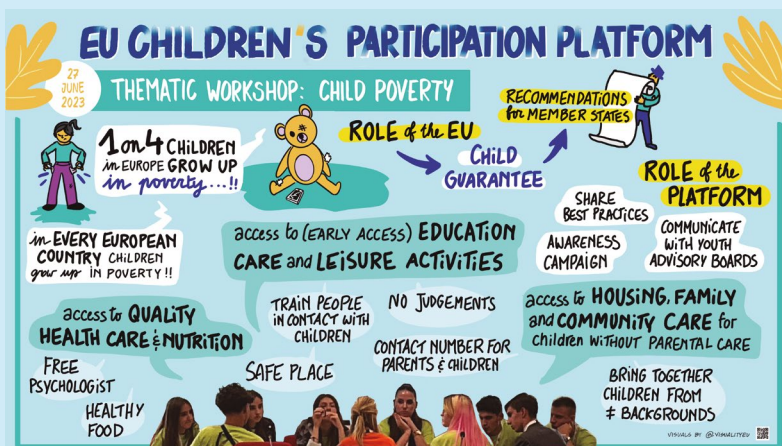 EU CHILDREN'S PARTICIPATION PLATFORM
27
JUNE
2023
THEMATIC WORKSHOP: CHILD POVERTY
1 on 4 CHILDREN
in EUROPE GROW UP
in poverty...!!
in EVERY EUROPEAN
COUNTRY CHILDREN
grow up IN POVERTY!!
ROLE of the EU
CHILD
GUARANTEE
RECOMMENDATIONS
for MEMBER STATES
ROLE of the
PLATFORM
SHARE
BEST PRACTICES
AWARENESS
CAMPAIGN
COMMUNICATE
WITH YOUTH
ADVISORY BOARDS
access to (EARLY ACCESS) EDUCATION
CARE and LEISURE ACTIVITIES
access to QUALITY
HEALTH CARE & NUTRITION
FREE
PSYCHOLOGIST
HEALTHY
FOOD
TRAIN PEOPLE
IN CONTACT WITH
CHILDREN
NO JUDGEMENTS
SAFE PLACE
CONTACT NUMBER FOR
PARENTS & CHILDREN
access to HOUSING, FAMILY
and COMMUNITY CARE for
children WITHOUT PARENTAL CARE
BRING TOGETHER
CHILDREN FROM
≠ BACKGROUNDS
VISUALS BY @VISUALITYEU